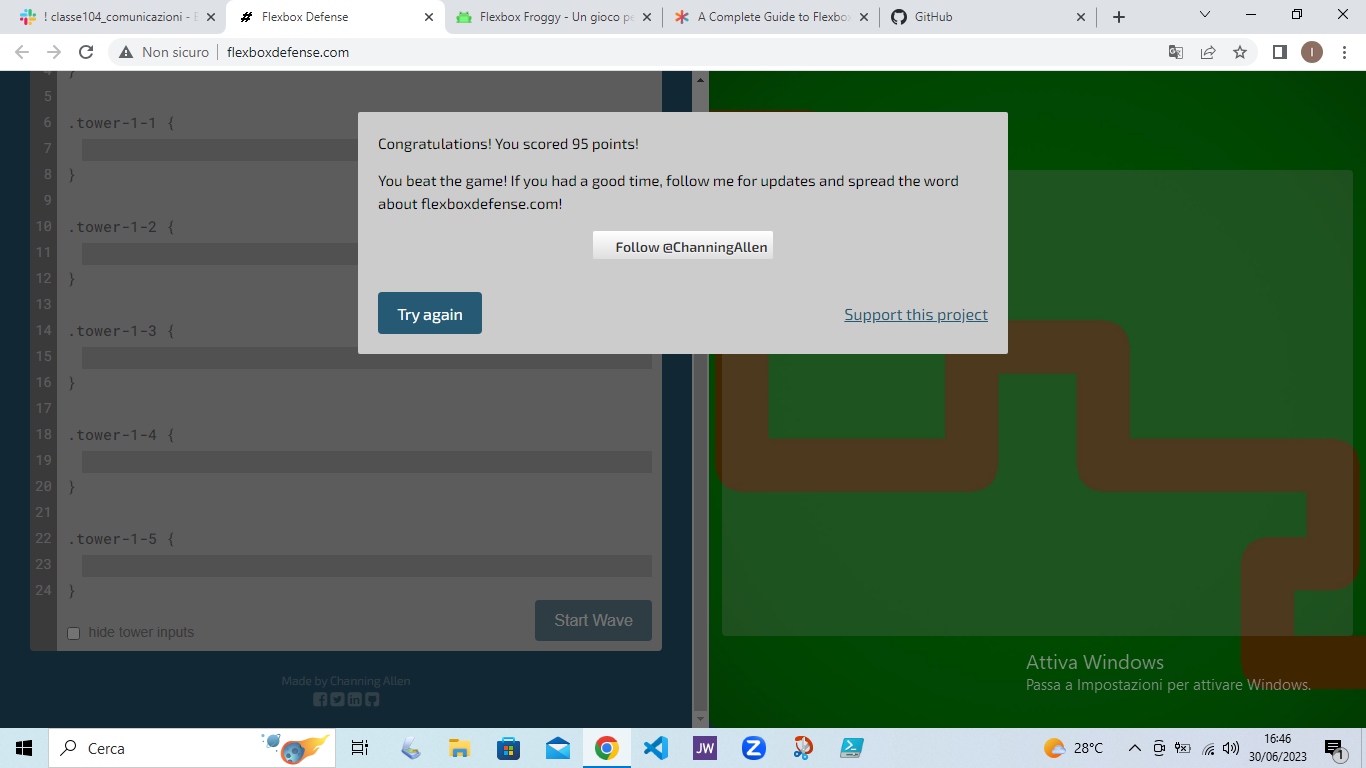 ! classe104_comunicazioni - E
Flexbox Defense
Flexbox Froggy - Un gioco pe
A Complete Guide to Flexbox
GitHub
Non sicuro
flexboxdefense.com
I
4 }
5
6 .tower-1-1 {
7
8 }
9
10 .tower-1-2 {
11
12 }
13
14 .tower-1-3 {
15
16 }
17
18 .tower-1-4 {
19
20 }
21
22 .tower-1-5 {
23
24 }
hide tower inputs
Start Wave
Made by Channing Allen
Congratulations! You scored 95 points!
You beat the game! If you had a good time, follow me for updates and spread the word
about flexboxdefense.com!
Follow @ChanningAllen
Try again
Support this project
Attiva Windows
Passa a Impostazioni per attivare Windows.
Cerca
JW
Z
28°C
16:46
30/06/2023
1